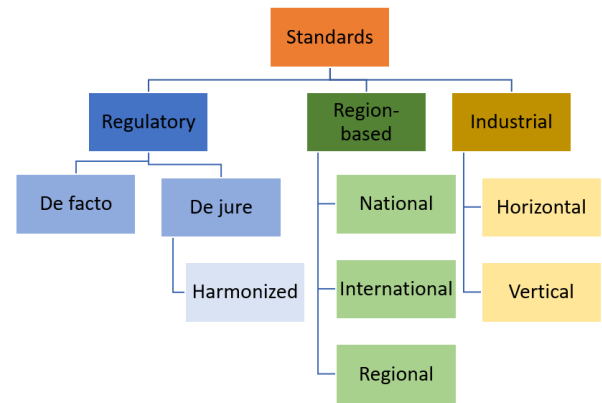 Standards
Regulatory
Region-
based
Industrial
De facto
De jure
National
Horizontal
Harmonized
International
Vertical
Regional